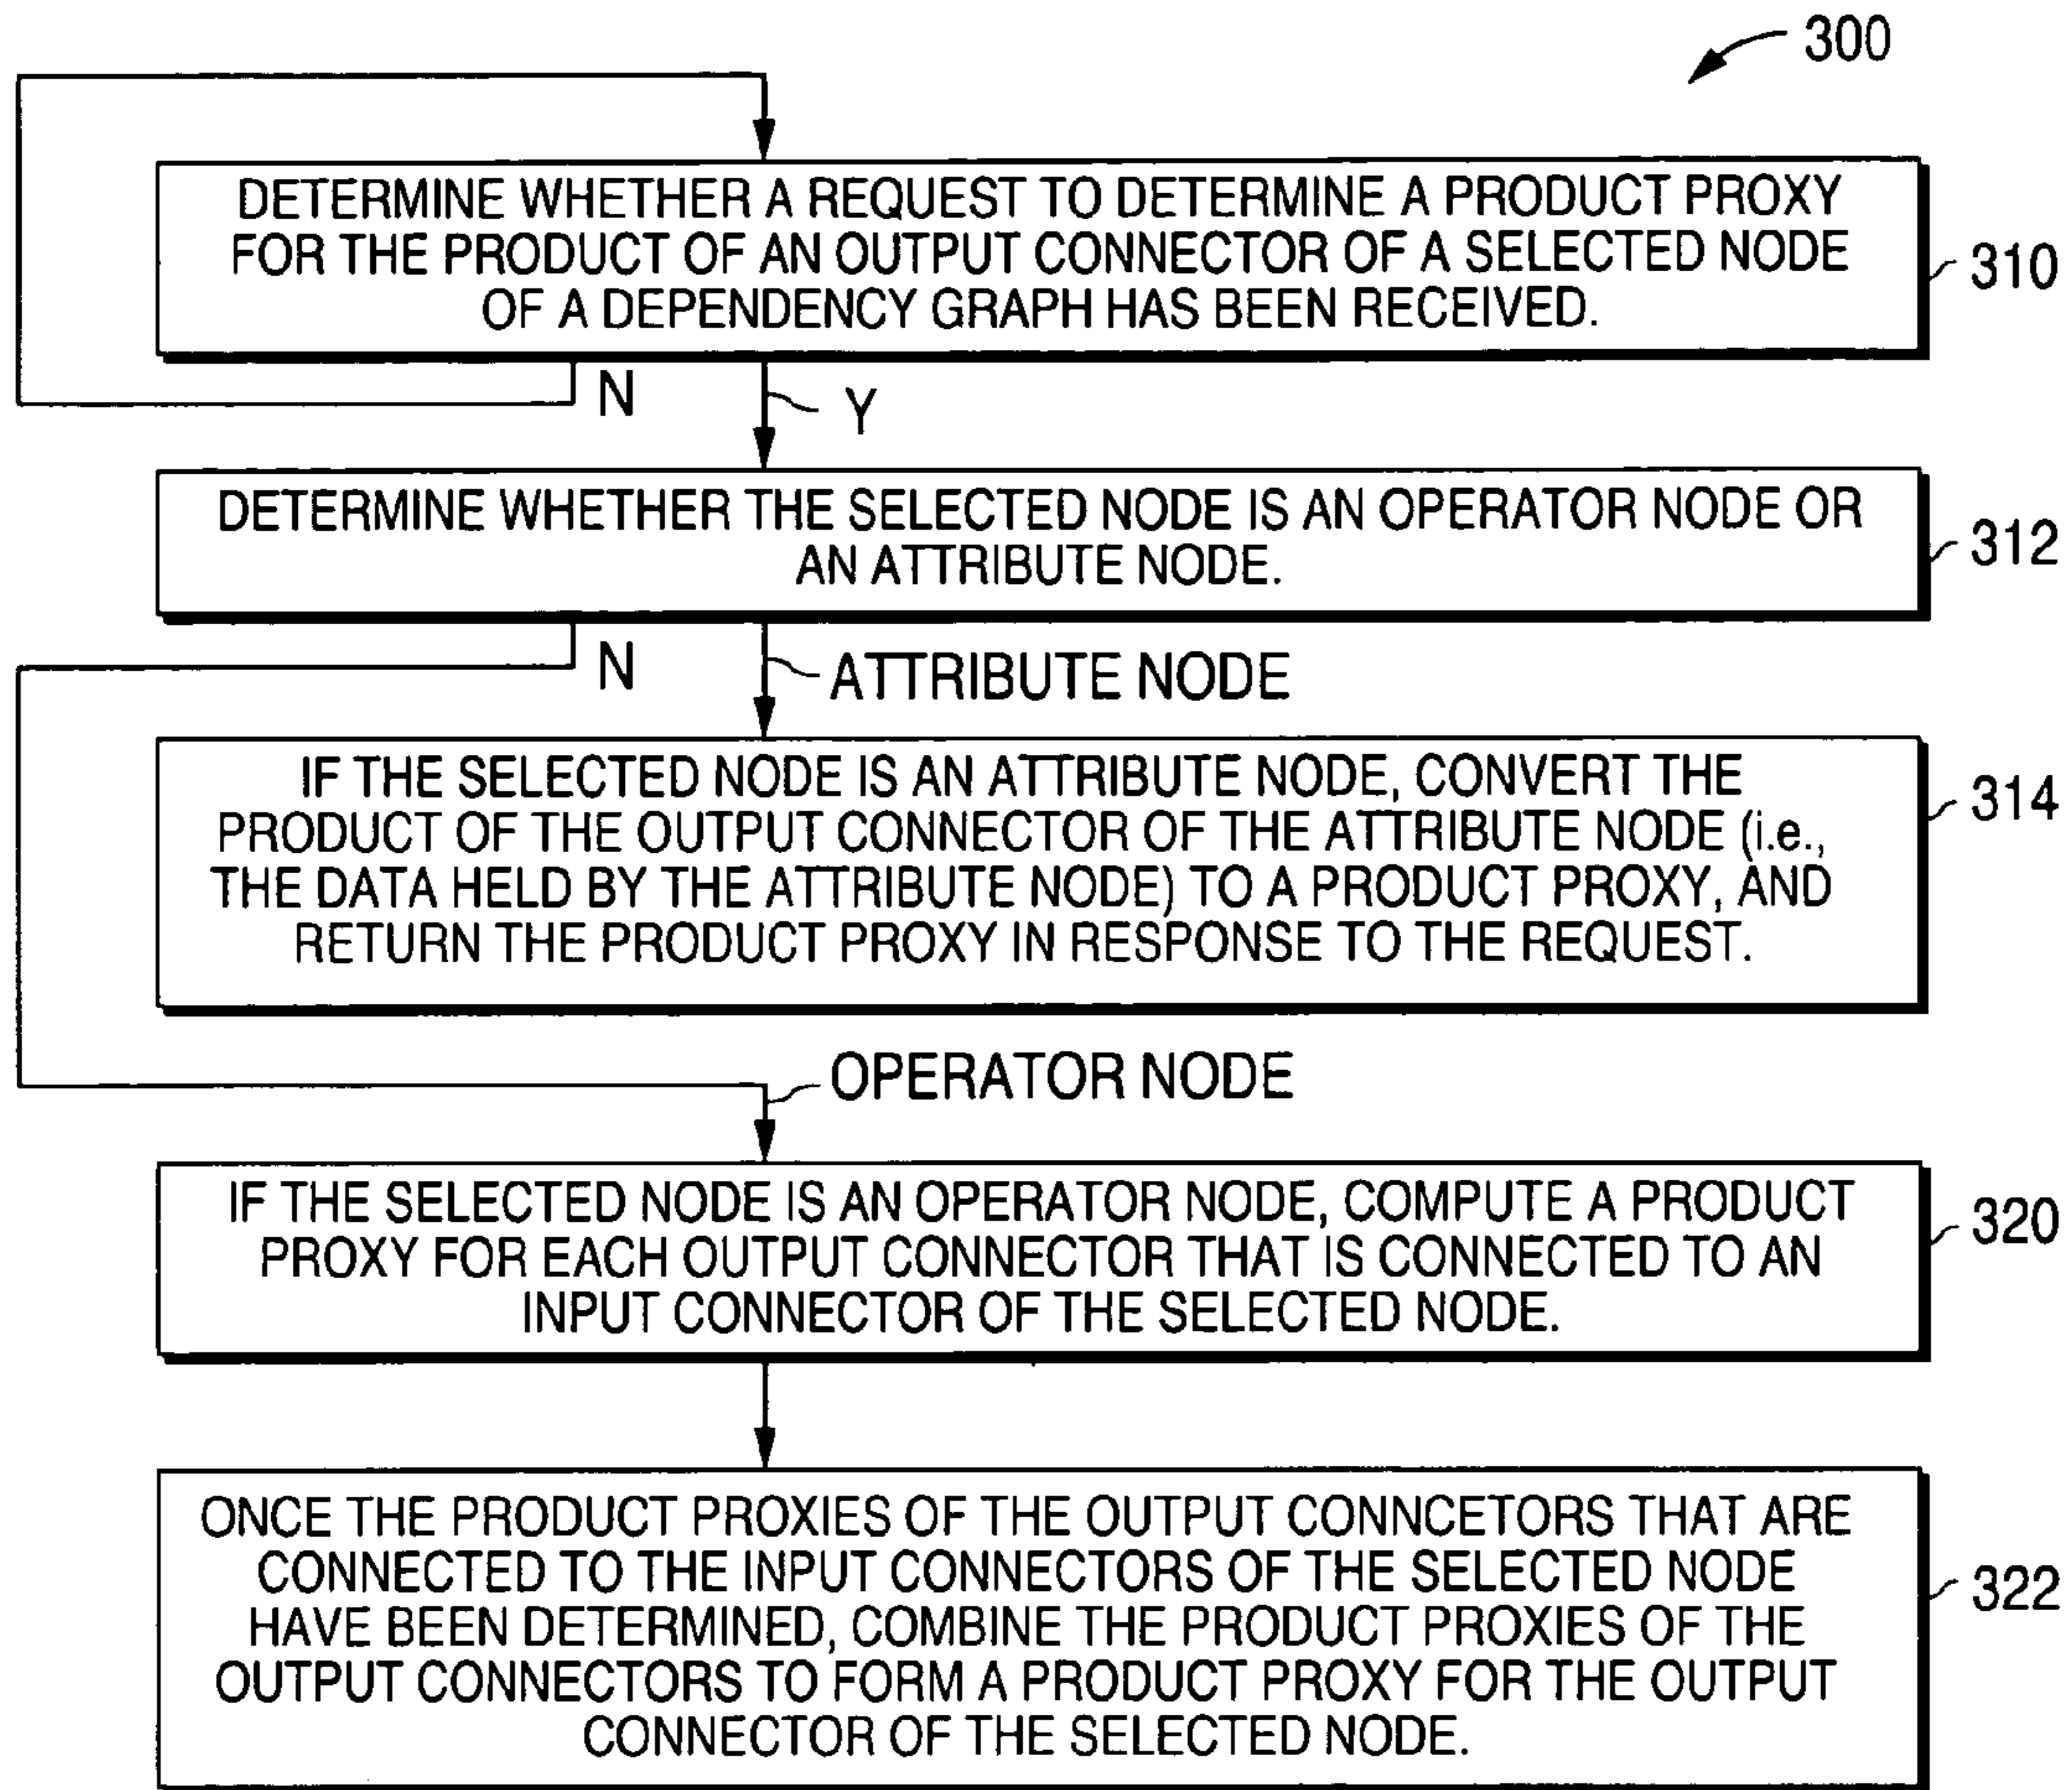 300
DETERMINE WHETHER A REQUEST TO DETERMINE A PRODUCT PROXY
FOR THE PRODUCT OF AN OUTPUT CONNECTOR OF A SELECTED NODE
OF A DEPENDENCY GRAPH HAS BEEN RECEIVED.
310
N
Y
DETERMINE WHETHER THE SELECTED NODE IS AN OPERATOR NODE OR
AN ATTRIBUTE NODE.
312
N
ATTRIBUTE NODE
IF THE SELECTED NODE IS AN ATTRIBUTE NODE, CONVERT THE
PRODUCT OF THE OUTPUT CONNECTOR OF THE ATTRIBUTE NODE (i.e.,
THE DATA HELD BY THE ATTRIBUTE NODE) TO A PRODUCT PROXY, AND
RETURN THE PRODUCT PROXY IN RESPONSE TO THE REQUEST.
314
OPERATOR NODE
IF THE SELECTED NODE IS AN OPERATOR NODE, COMPUTE A PRODUCT
PROXY FOR EACH OUTPUT CONNECTOR THAT IS CONNECTED TO AN
INPUT CONNECTOR OF THE SELECTED NODE.
320
ONCE THE PRODUCT PROXIES OF THE OUTPUT CONNCETORS THAT ARE
CONNECTED TO THE INPUT CONNECTORS OF THE SELECTED NODE
HAVE BEEN DETERMINED, COMBINE THE PRODUCT PROXIES OF THE
OUTPUT CONNECTORS TO FORM A PRODUCT PROXY FOR THE OUTPUT
CONNECTOR OF THE SELECTED NODE.
322